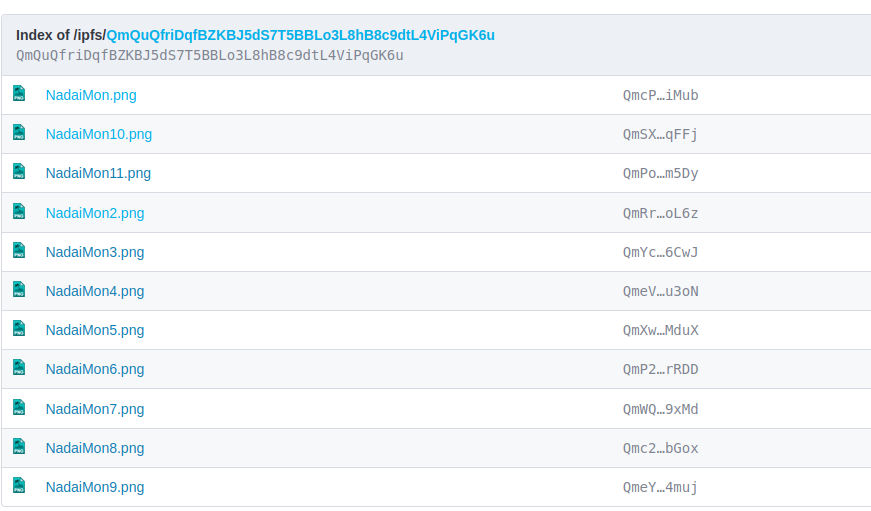 Index of /ipfs/QmQuQfriDqfBZKBJ5dS7T5BBLo3L8hB8c9dtL4ViPqGK6u
QmQuQfriDqfBZKBJ5dS7T5BBLo3L8hB8c9dtL4ViPqGK6u
PNG NadaiMon.png QmcP…iMub
PNG NadaiMon10.png QmSX…qFFj
PNG NadaiMon11.png QmPo…m5Dy
PNG NadaiMon2.png QmRr…oL6z
PNG NadaiMon3.png QmYc…6CwJ
PNG NadaiMon4.png QmeV…u3oN
PNG NadaiMon5.png QmXw…MduX
PNG NadaiMon6.png QmP2…rRDD
PNG NadaiMon7.png QmWQ…9xMd
PNG NadaiMon8.png Qmc2…bGox
PNG NadaiMon9.png QmeY…4muj